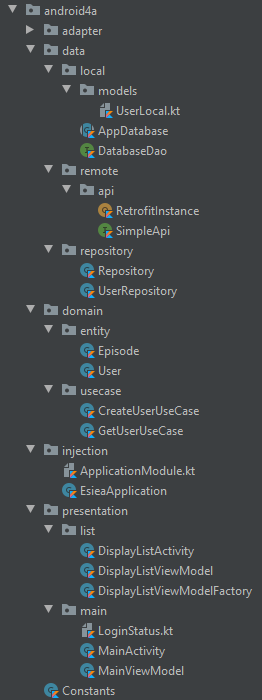 android4a
adapter
data
local
models
UserLocal.kt
AppDatabase
DatabaseDao
remote
api
RetrofitInstance
SimpleApi
repository
Repository
UserRepository
domain
entity
Episode
User
usecase
CreateUserUseCase
GetUserUseCase
injection
ApplicationModule.kt
EsieaApplication
presentation
list
DisplayListActivity
DisplayListViewModel
DisplayListViewModelFactory
main
LoginStatus.kt
MainActivity
MainViewModel
Constants